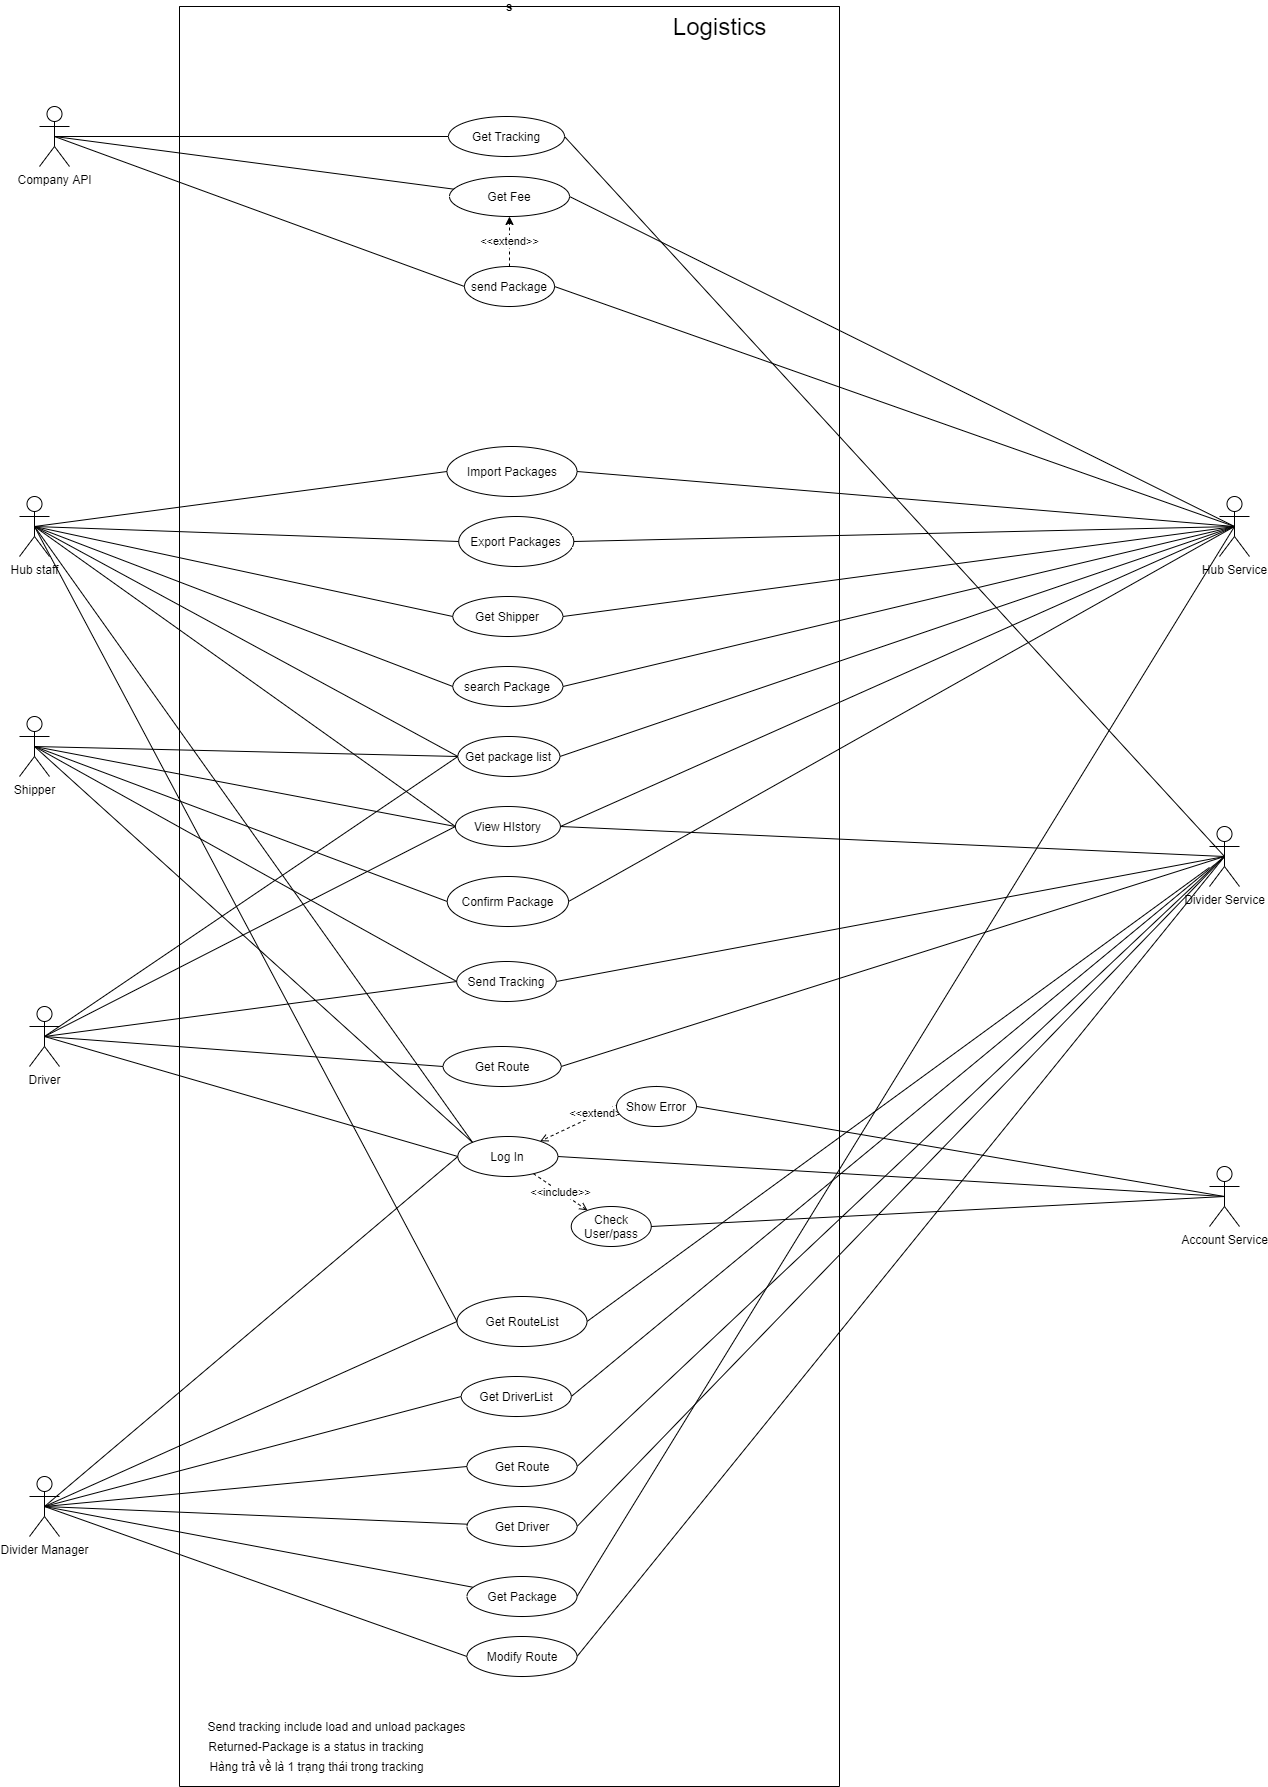 s
Logistics
Get Tracking
Company API
Get Fee
<<extend>>
send Package
Import Packages
Export Packages
Hub staff
Hub Service
Get Shipper
search Package
Get package list
Shipper
View HIstory
Confirm Package
Divider Service
Send Tracking
Get Route
Driver
Show Error
<<extend>>
Log In
<<include>>
Check
User/pass
Account Service
Get RouteList
Get DriverList
Get Route
Get Driver
Divider Manager
Get Package
Modify Route
Send tracking include load and unload packages
Returned-Package is a status in tracking
Hàng trả về là 1 trạng thái trong tracking